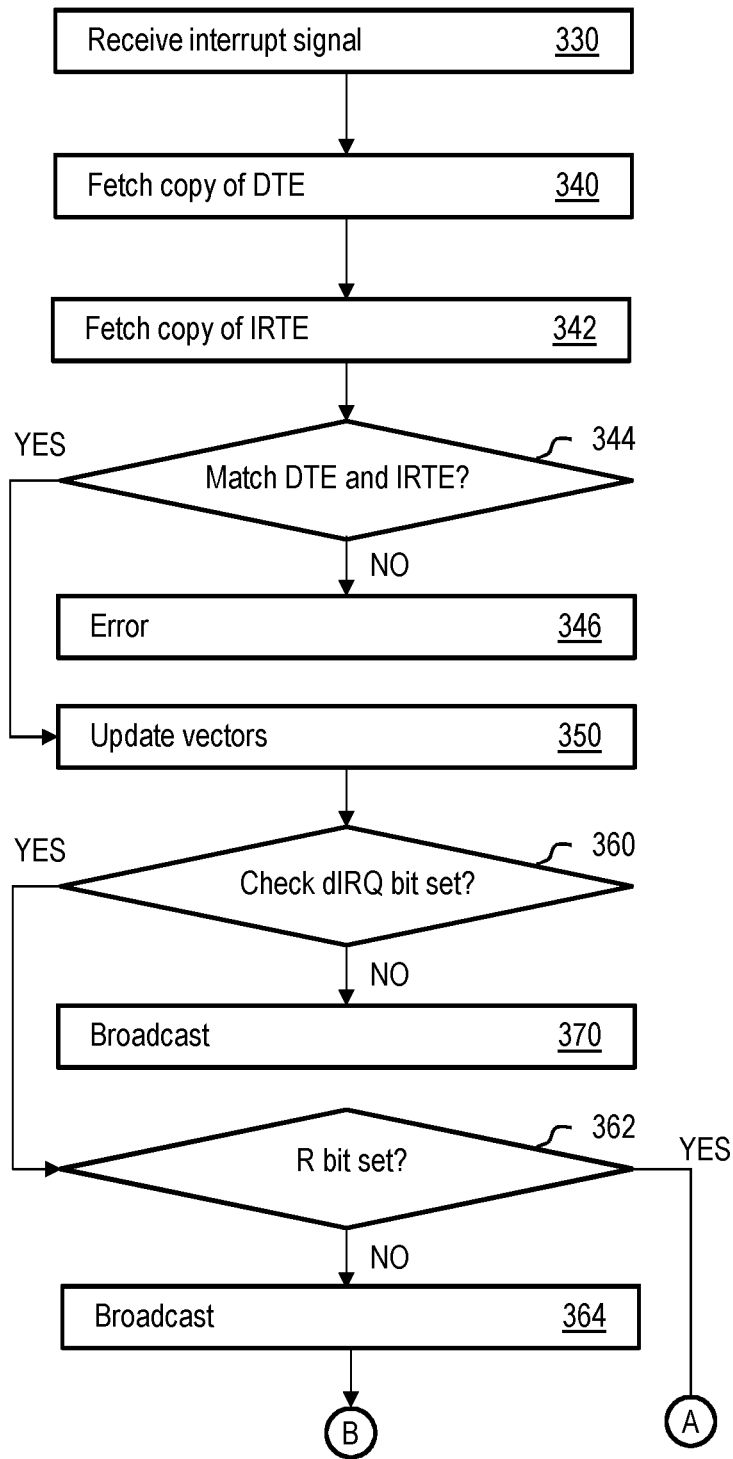 Receive interrupt signal 330
Fetch copy of DTE 340
Fetch copy of IRTE 342
344
YES
Match DTE and IRTE?
NO
Error 346
Update vectors 350
360
YES
Check dIRQ bit set?
NO
Broadcast 370
362
YES
R bit set?
NO
Broadcast 364
B
A